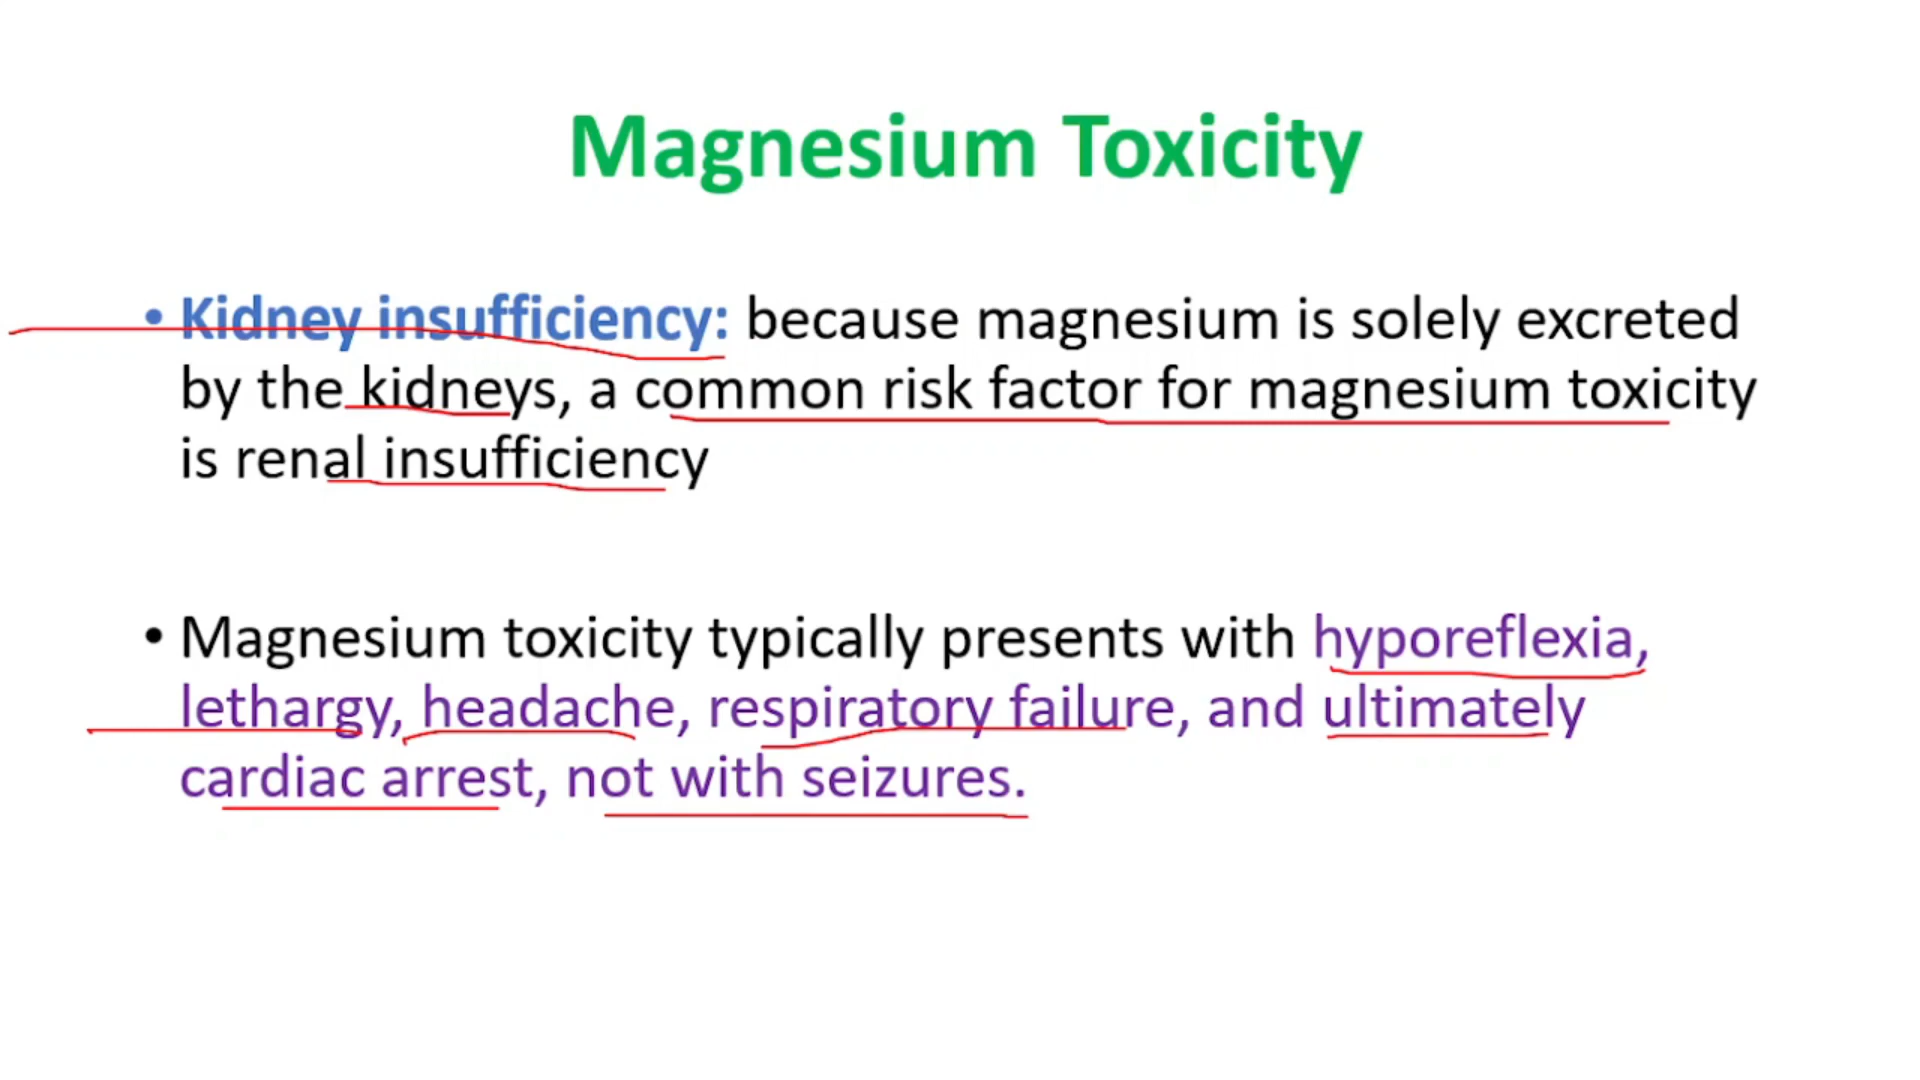 Magnesium Toxicity
• Kidney insufficiency: because magnesium is solely excreted
by the kidneys, a common risk factor for magnesium toxicity
is renal insufficiency
• Magnesium toxicity typically presents with hyporeflexia,
lethargy, headache, respiratory failure, and ultimately
cardiac arrest, not with seizures.